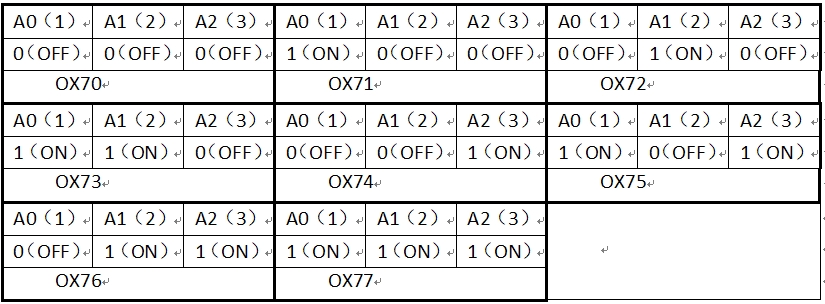 A0（1） A1（2） A2（3） A0（1） A1（2） A2（3） A0（1） A1（2） A2（3）
0(OFF) 0(OFF) 0(OFF) 1(ON) 0(OFF) 0(OFF) 0(OFF) 1(ON) 0(OFF)
OX70 OX71 OX72
A0（1） A1（2） A2（3） A0（1） A1（2） A2（3） A0（1） A1（2） A2（3）
1(ON) 1(ON) 0(OFF) 0(OFF) 0(OFF) 1(ON) 1(ON) 0(OFF) 1(ON)
OX73 OX74 OX75
A0（1） A1（2） A2（3） A0（1） A1（2） A2（3）
0(OFF) 1(ON) 1(ON) 1(ON) 1(ON) 1(ON)
OX76 OX77